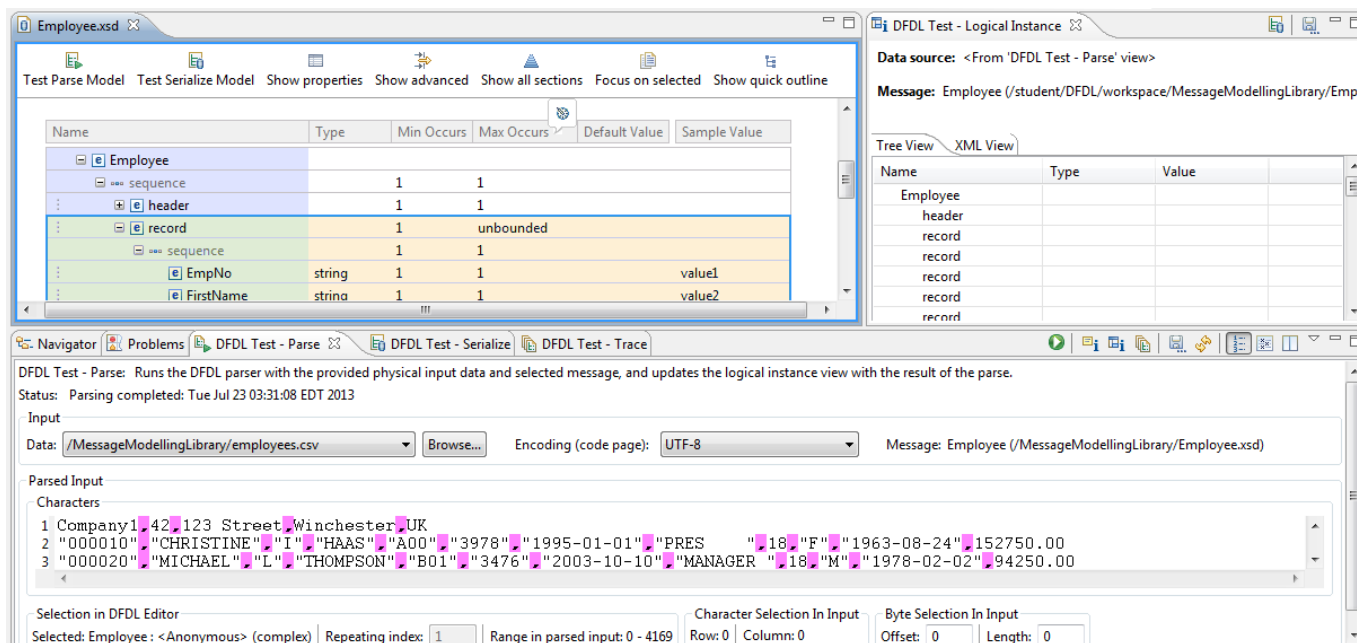 Employee.xsd
Test Parse Model Test Serialize Model Show properties Show advanced Show all sections Focus on selected Show quick outline
Name Type Min Occurs Max Occurs Default Value Sample Value
Employee
sequence 1 1
header 1 1
record 1 unbounded
sequence 1 1
EmpNo string 1 1 value1
FirstName string 1 1 value2
DFDL Test - Logical Instance
Data source: <From 'DFDL Test - Parse' view>
Message: Employee (/student/DFDL/workspace/MessageModellingLibrary/Emp
Tree View XML View
Name Type Value
Employee
header
record
record
record
record
record
Navigator Problems DFDL Test - Parse DFDL Test - Serialize DFDL Test - Trace
DFDL Test - Parse: Runs the DFDL parser with the provided physical input data and selected message, and updates the logical instance view with the result of the parse.
Status: Parsing completed: Tue Jul 23 03:31:08 EDT 2013
Input
Data: /MessageModellingLibrary/employees.csv Browse... Encoding (code page): UTF-8 Message: Employee (/MessageModellingLibrary/Employee.xsd)
Parsed Input
Characters
1 Company1,42,123 Street,Winchester,UK
2 "000010","CHRISTINE","I","HAAS","A00","3978","1995-01-01","PRES    ",18,"F","1963-08-24",152750.00
3 "000020","MICHAEL","L","THOMPSON","B01","3476","2003-10-10","MANAGER ",18,"M","1978-02-02",94250.00
Selection in DFDL Editor Character Selection In Input Byte Selection In Input
Selected: Employee : <Anonymous> (complex) Repeating index: 1 Range in parsed input: 0 - 4169 Row: 0 Column: 0 Offset: 0 Length: 0